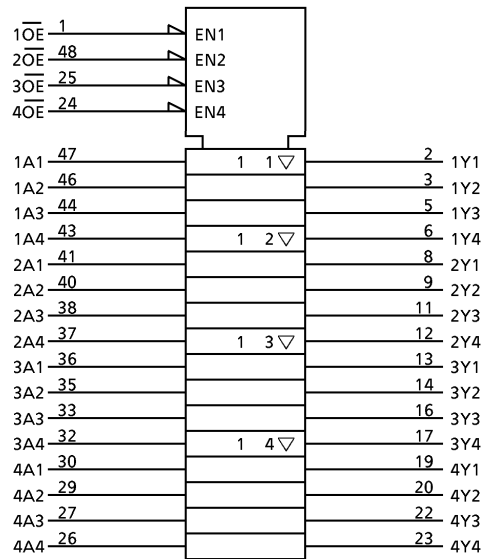 1O̅E̅ 1 EN1
2O̅E̅ 48 EN2
3O̅E̅ 25 EN3
4O̅E̅ 24 EN4
1A1 47 1 1 ▽ 2 1Y1
1A2 46 3 1Y2
1A3 44 5 1Y3
1A4 43 1 2 ▽ 6 1Y4
2A1 41 8 2Y1
2A2 40 9 2Y2
2A3 38 11 2Y3
2A4 37 1 3 ▽ 12 2Y4
3A1 36 13 3Y1
3A2 35 14 3Y2
3A3 33 16 3Y3
3A4 32 1 4 ▽ 17 3Y4
4A1 30 19 4Y1
4A2 29 20 4Y2
4A3 27 22 4Y3
4A4 26 23 4Y4